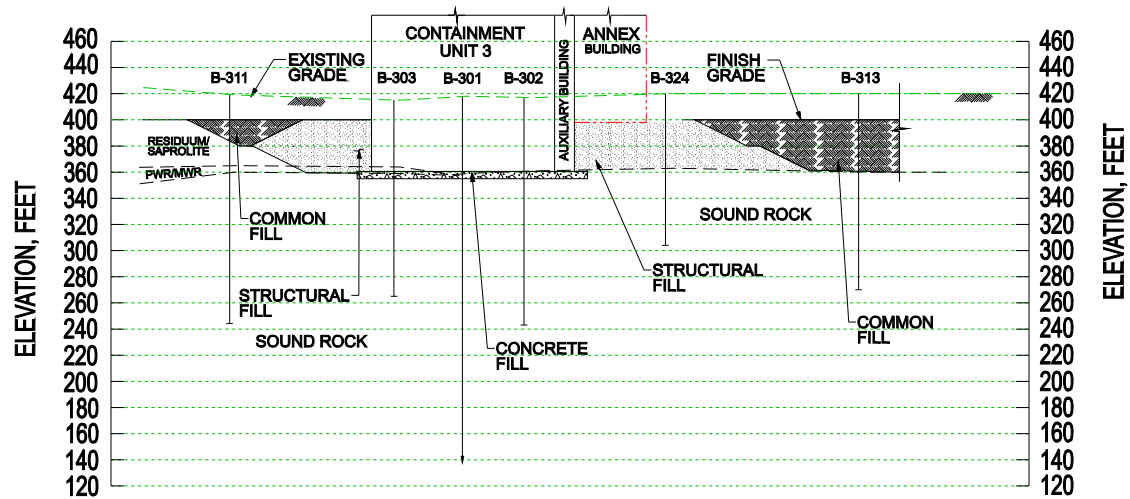 CONTAINMENT
UNIT 3
ANNEX
BUILDING
AUXILIARY BUILDING
EXISTING
GRADE
FINISH
GRADE
B-311
B-303
B-301
B-302
B-324
B-313
460
440
420
400
380
360
340
320
300
280
260
240
220
200
180
160
140
120
ELEVATION, FEET
RESIDUUM/
SAPROLITE
PWR/MWR
COMMON
FILL
STRUCTURAL
FILL
SOUND ROCK
CONCRETE
FILL
SOUND ROCK
STRUCTURAL
FILL
COMMON
FILL
460
440
420
400
380
360
340
320
300
280
260
240
220
200
180
160
140
120
ELEVATION, FEET